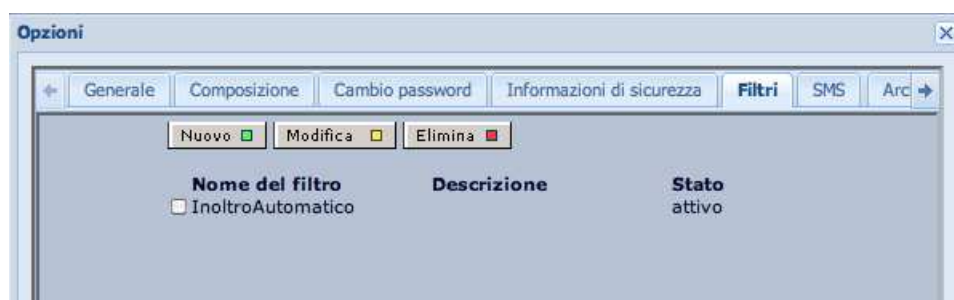 Opzioni
Generale Composizione Cambio password Informazioni di sicurezza Filtri SMS Arc
Nuovo Modifica Elimina
Nome del filtro Descrizione Stato
InoltroAutomatico attivo